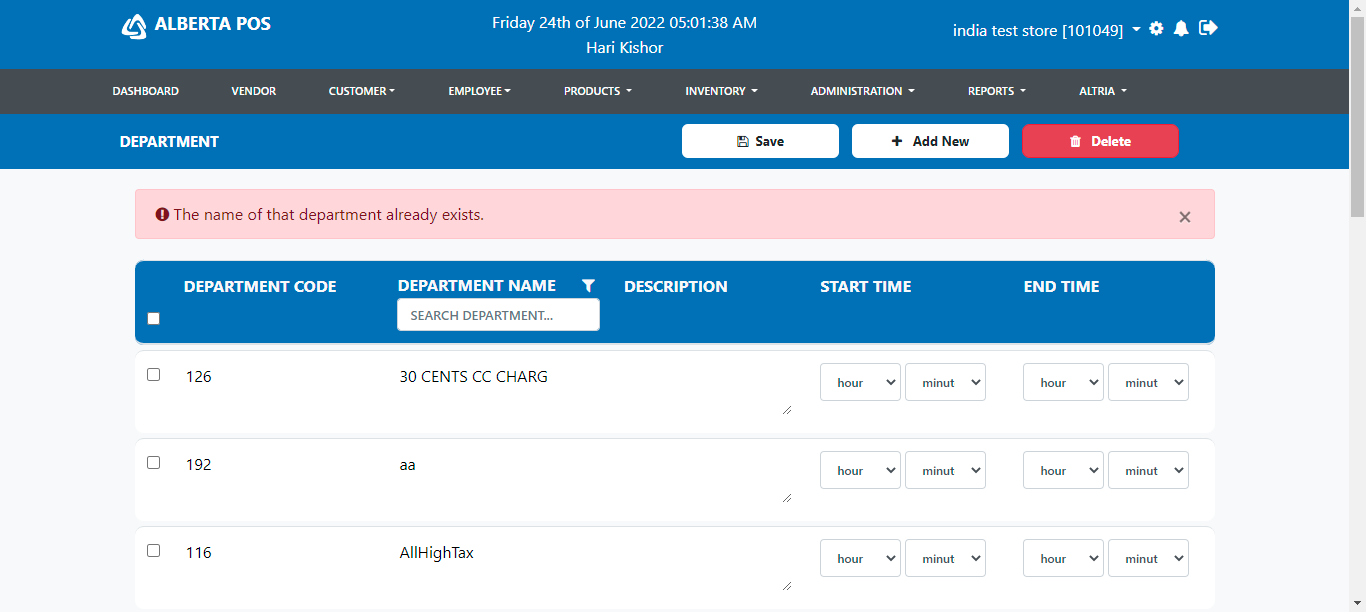 ALBERTA POS
Friday 24th of June 2022 05:01:38 AM
Hari Kishor
india test store [101049]
DASHBOARD VENDOR CUSTOMER EMPLOYEE PRODUCTS INVENTORY ADMINISTRATION REPORTS ALTRIA
DEPARTMENT
Save
Add New
Delete
The name of that department already exists.
×
DEPARTMENT CODE DEPARTMENT NAME DESCRIPTION START TIME END TIME
SEARCH DEPARTMENT...
126 30 CENTS CC CHARG hour minut hour minut
192 aa hour minut hour minut
116 AllHighTax hour minut hour minut